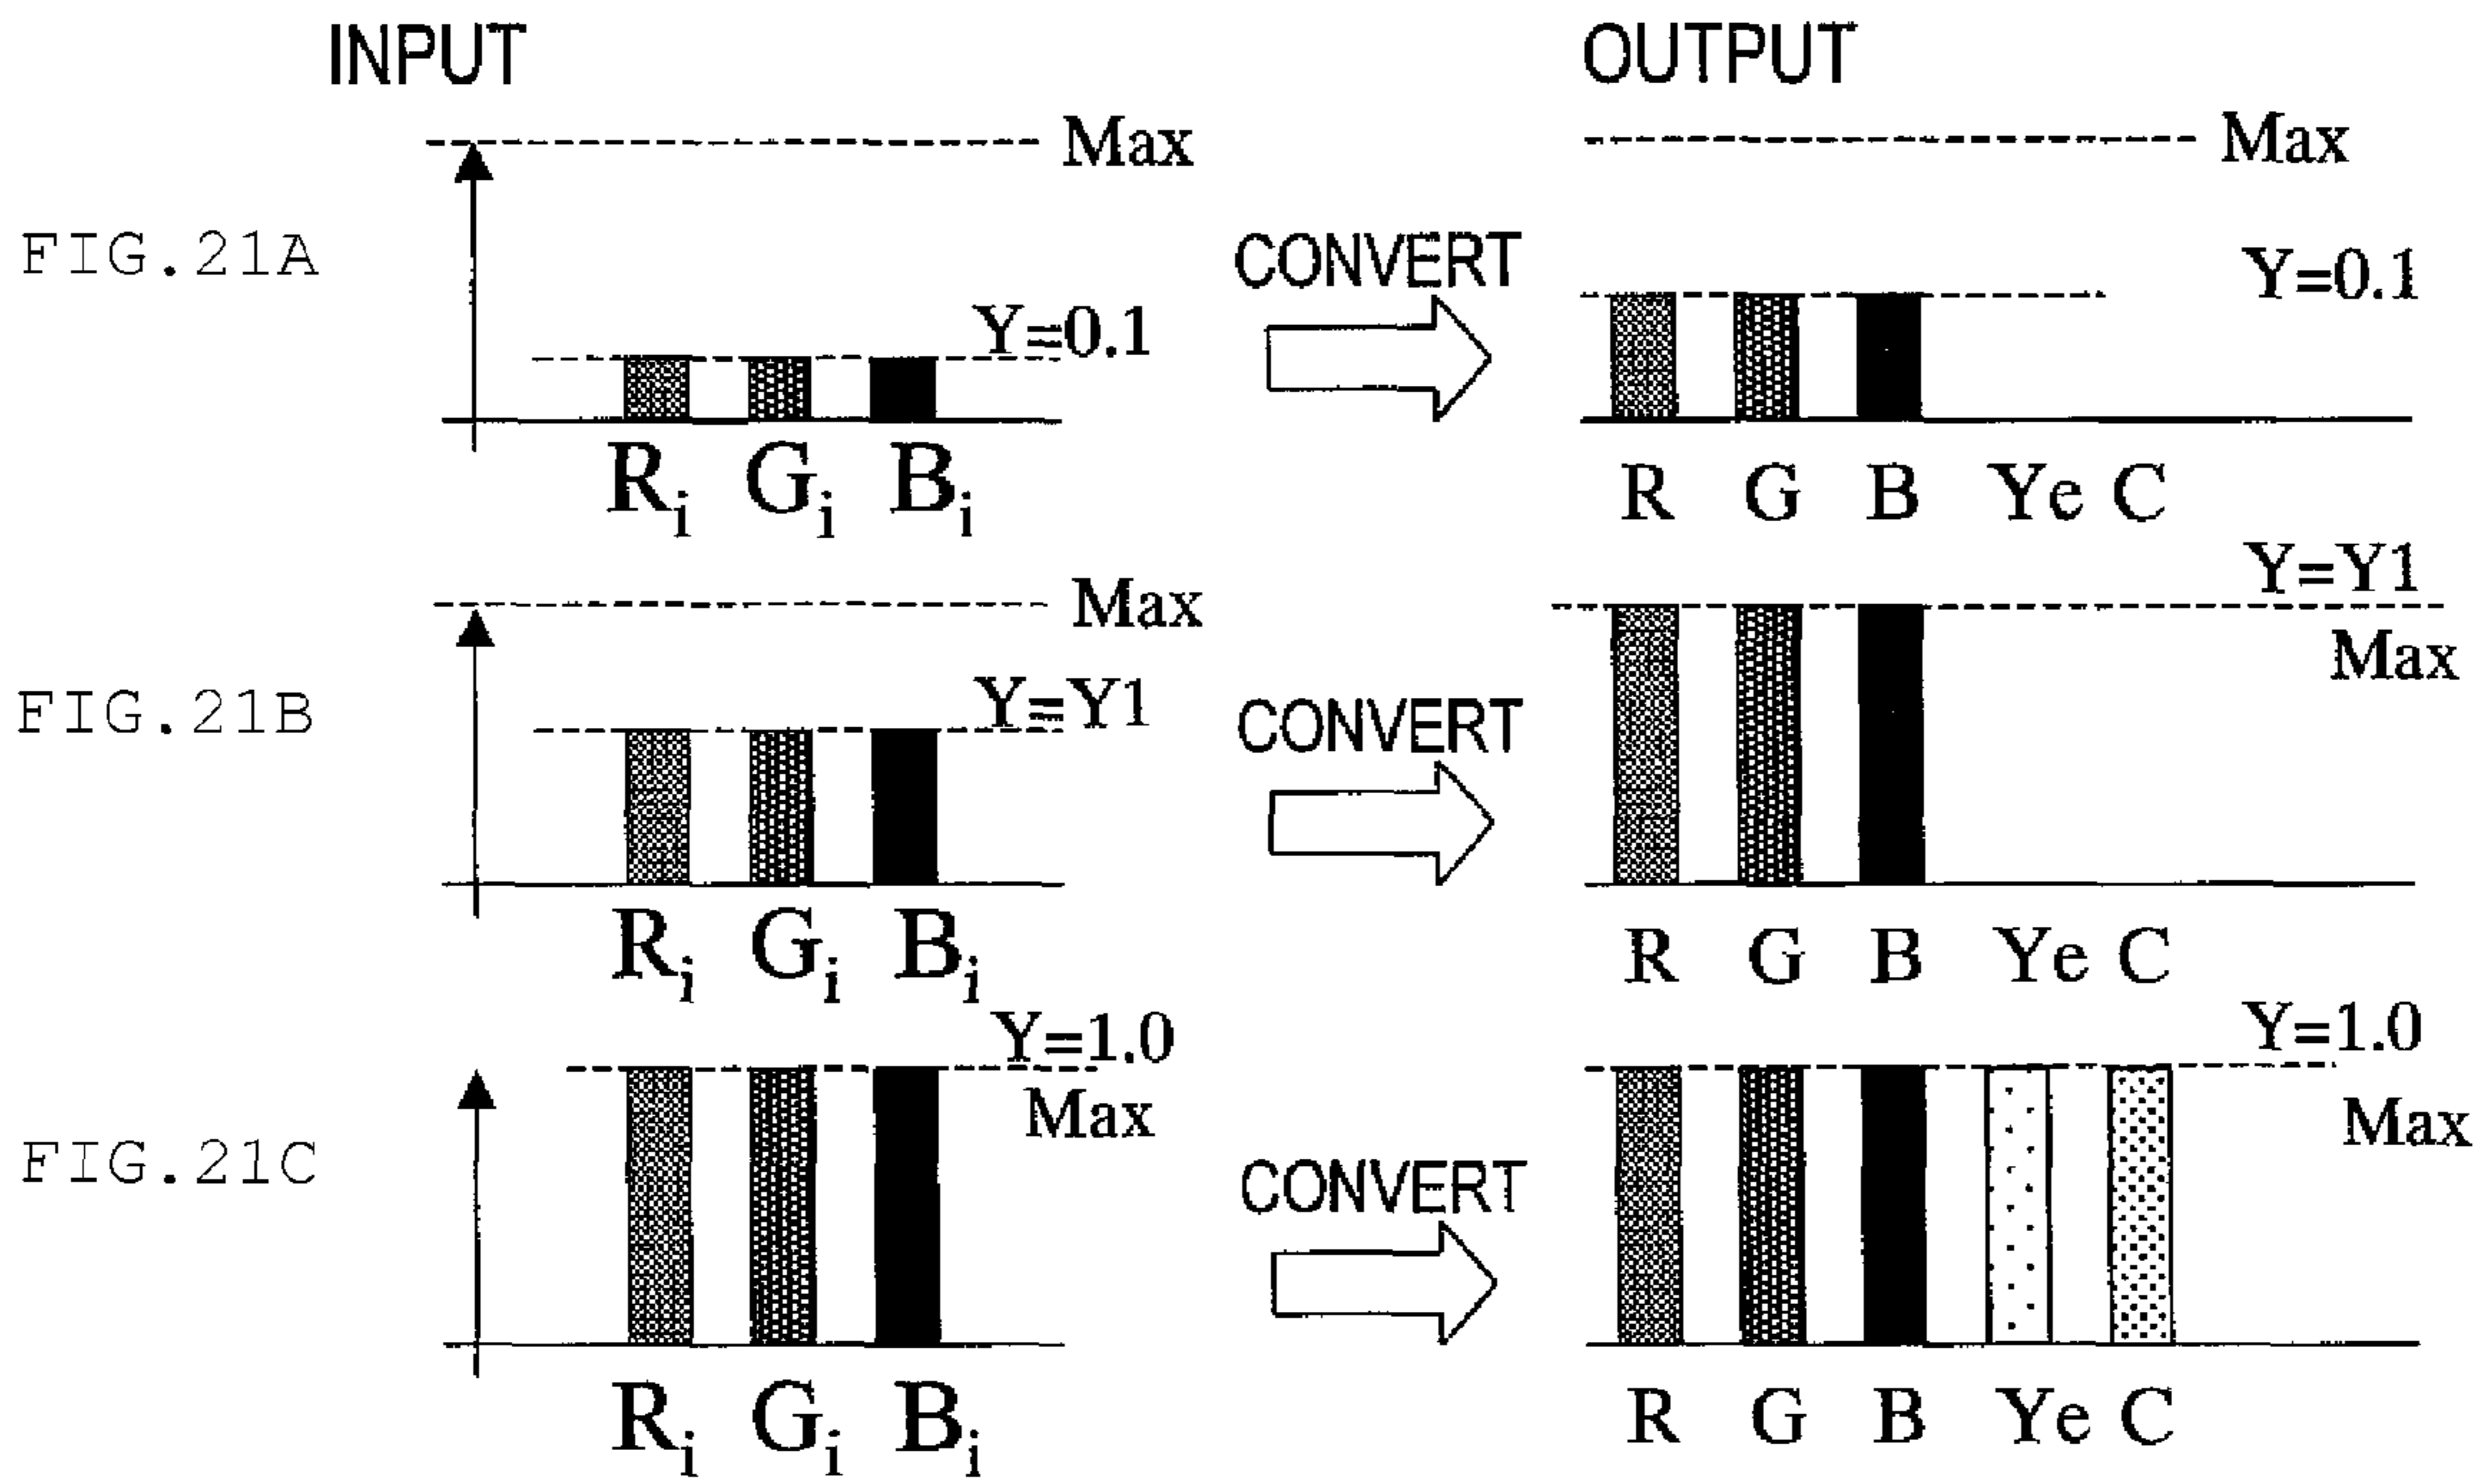 INPUT
OUTPUT
Max
Max
FIG.21A
CONVERT
Y=0.1
Y=0.1
Ri Gi Bi
R G B Ye C
Y=Y1
Max
Max
Y=Y1
FIG.21B
CONVERT
Ri Gi Bi
R G B Ye C
Y=1.0
Y=1.0
Max
Max
FIG.21C
CONVERT
Ri Gi Bi
R G B Ye C